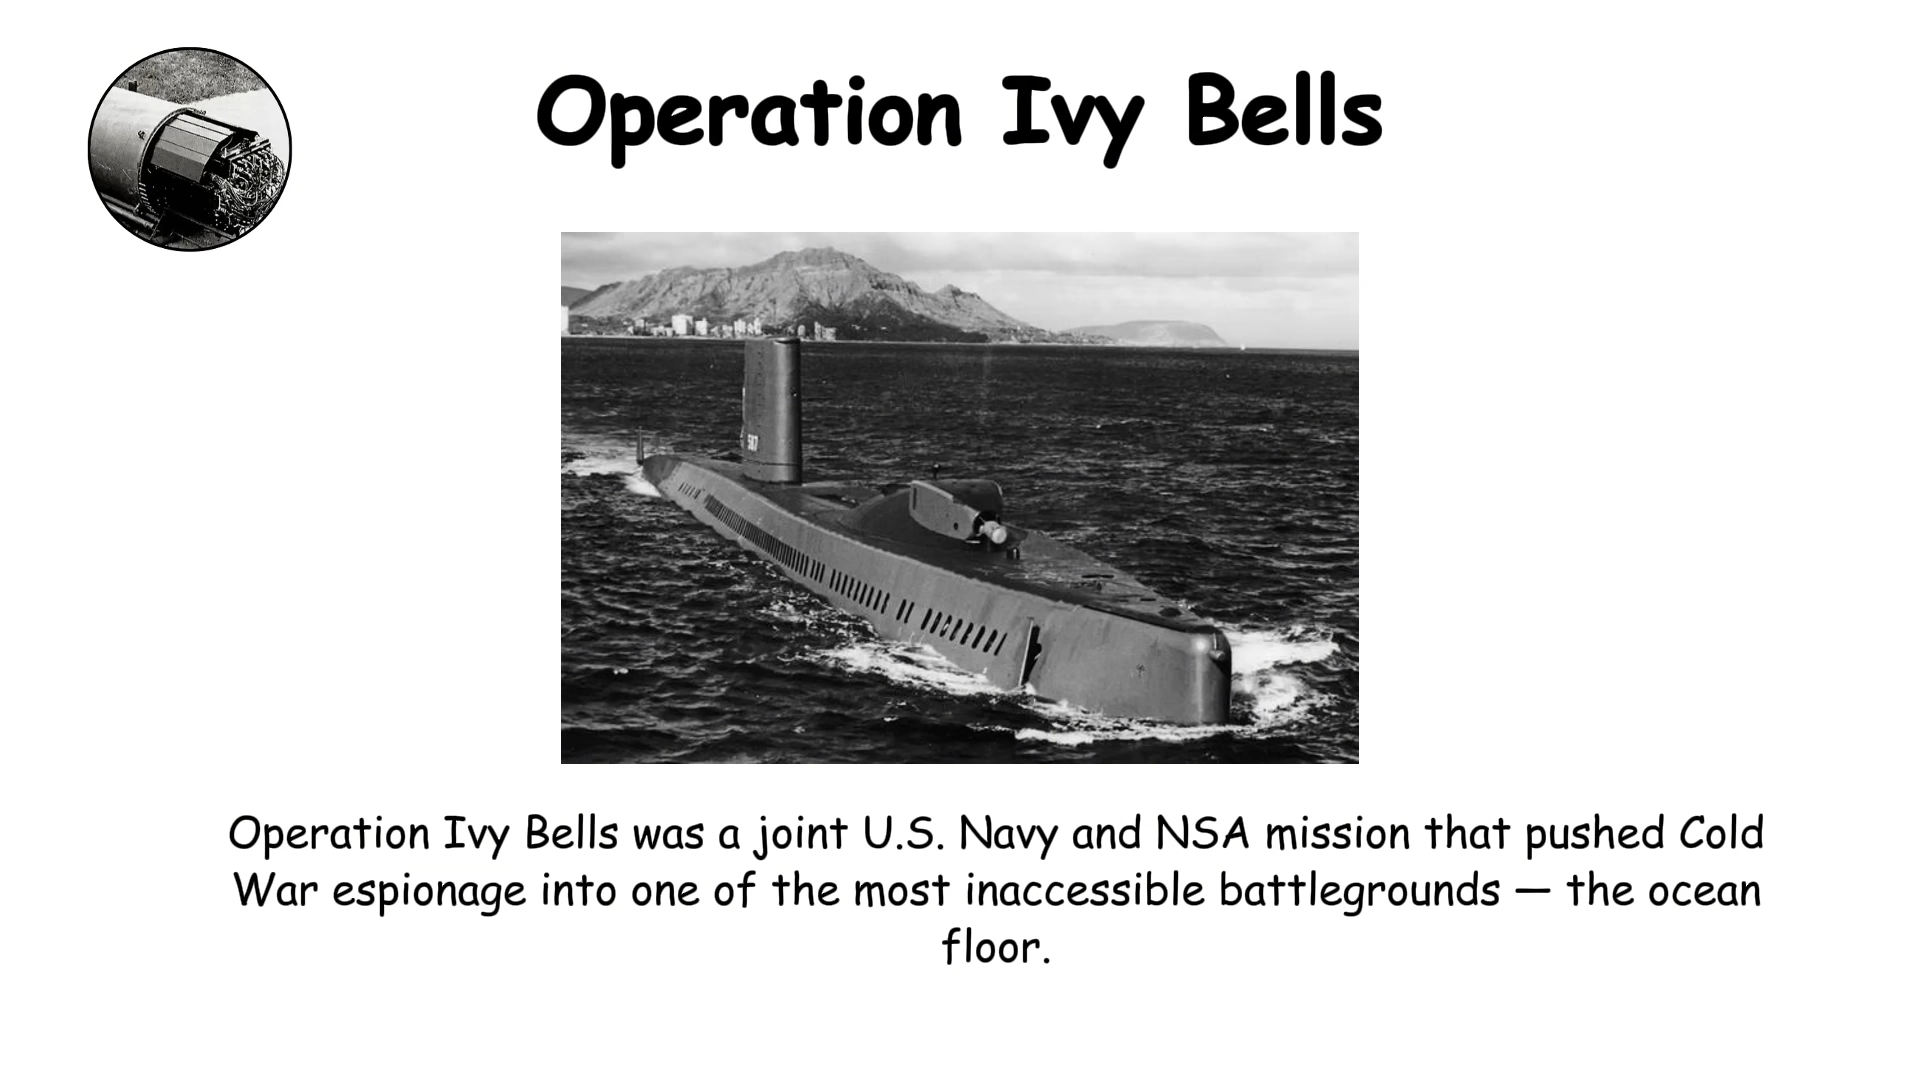 Operation Ivy Bells
587
Operation Ivy Bells was a joint U.S. Navy and NSA mission that pushed Cold
War espionage into one of the most inaccessible battlegrounds — the ocean
floor.